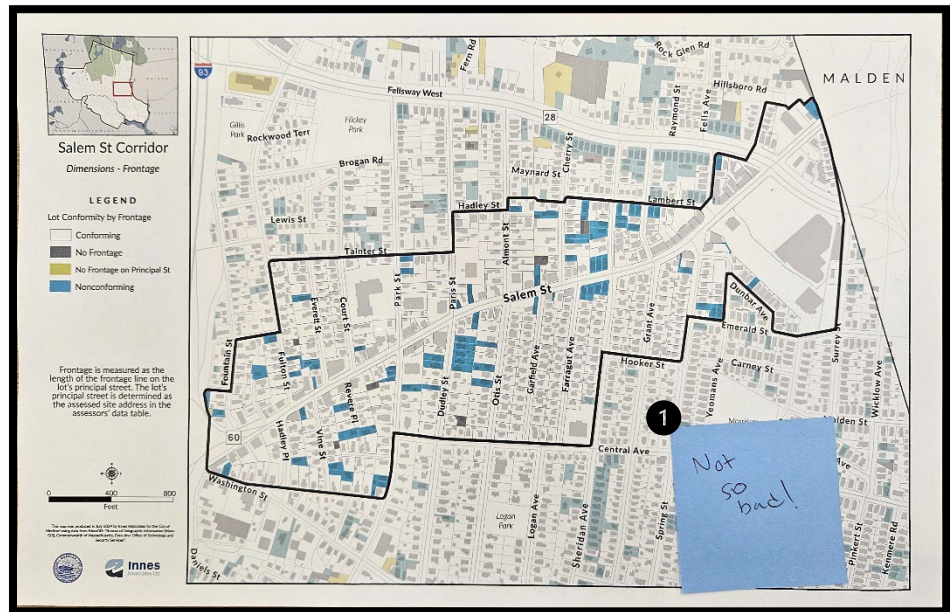 MALDEN
93
Fellsway West
Fern Rd
Rock Glen Rd
Hillsboro Rd
Raymond St
Fells Ave
28
Cherry St
Gillis
Park
Rockwood Terr
Hickey
Park
Brogan Rd
Maynard St
Lambert St
Hadley St
Lewis St
Tainter St
Almont St
Park St
Paris St
Salem St
Everett St
Court St
Fountain St
Fulton St
Revere Pl
Hadley Pl
Vine St
Dudley St
Otis St
Garfield Ave
Farragut Ave
Grant Ave
Dunbar Ave
Emerald St
Hooker St
Carney St
Yeomans Ave
Surrey St
Wicklow Ave
60
Washington St
Central Ave
Logan
Park
Logan Ave
Sheridan Ave
Spring St
Daniels St
alden St
Ave
Pinkert St
Kenmere Rd
1
Not
so
bad!
Salem St Corridor
Dimensions - Frontage
LEGEND
Lot Conformity by Frontage
Conforming
No Frontage
No Frontage on Principal St
Nonconforming
Frontage is measured as the
length of the frontage line on the
lot's principal street. The lot's
principal street is determined as
the assessed site address in the
assessors' data table.
0 400 800
Feet
Innes
Associates Ltd.